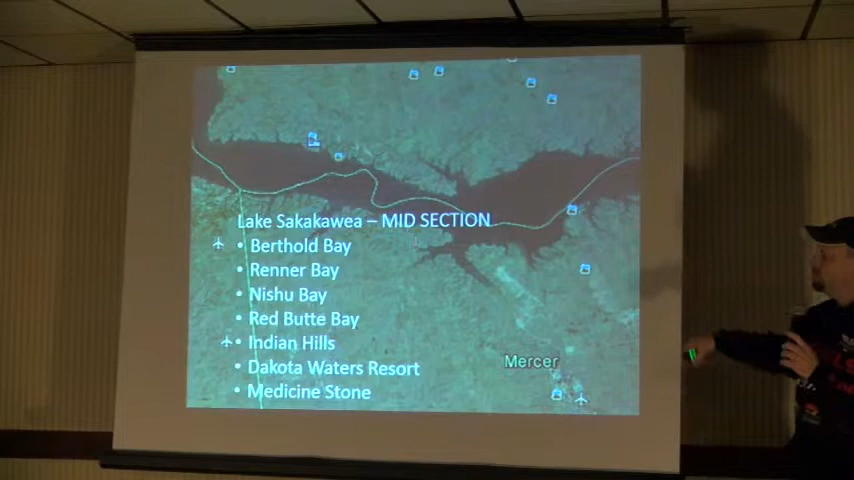 Lake Sakakawea – MID SECTION
• Berthold Bay
• Renner Bay
• Nishu Bay
• Red Butte Bay
• Indian Hills
• Dakota Waters Resort
• Medicine Stone
Mercer